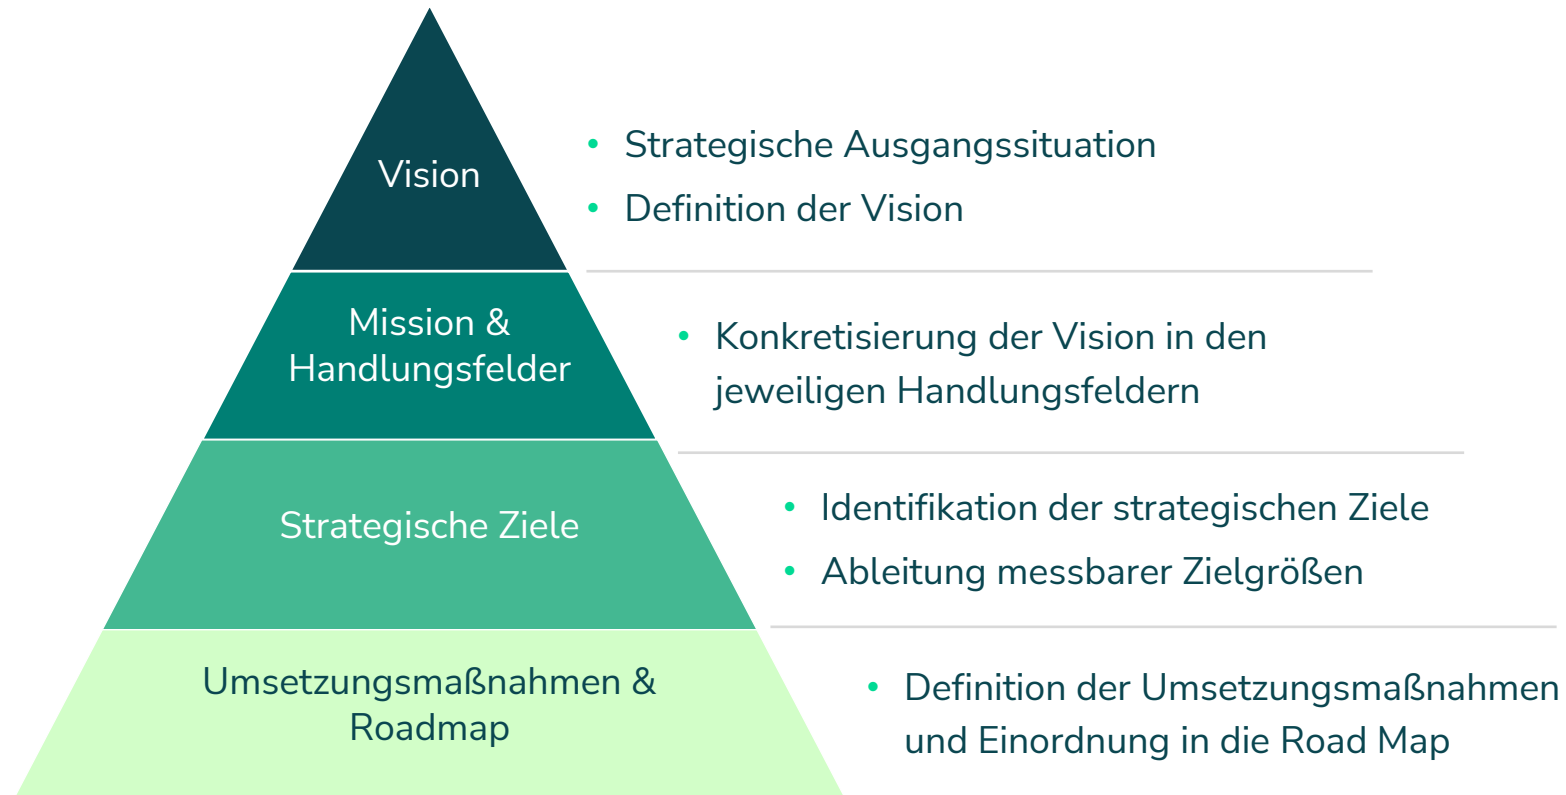 Vision
• Strategische Ausgangssituation
• Definition der Vision
Mission &
Handlungsfelder
• Konkretisierung der Vision in den
jeweiligen Handlungsfeldern
Strategische Ziele
• Identifikation der strategischen Ziele
• Ableitung messbarer Zielgrößen
Umsetzungsmaßnahmen &
Roadmap
• Definition der Umsetzungsmaßnahmen
und Einordnung in die Road Map